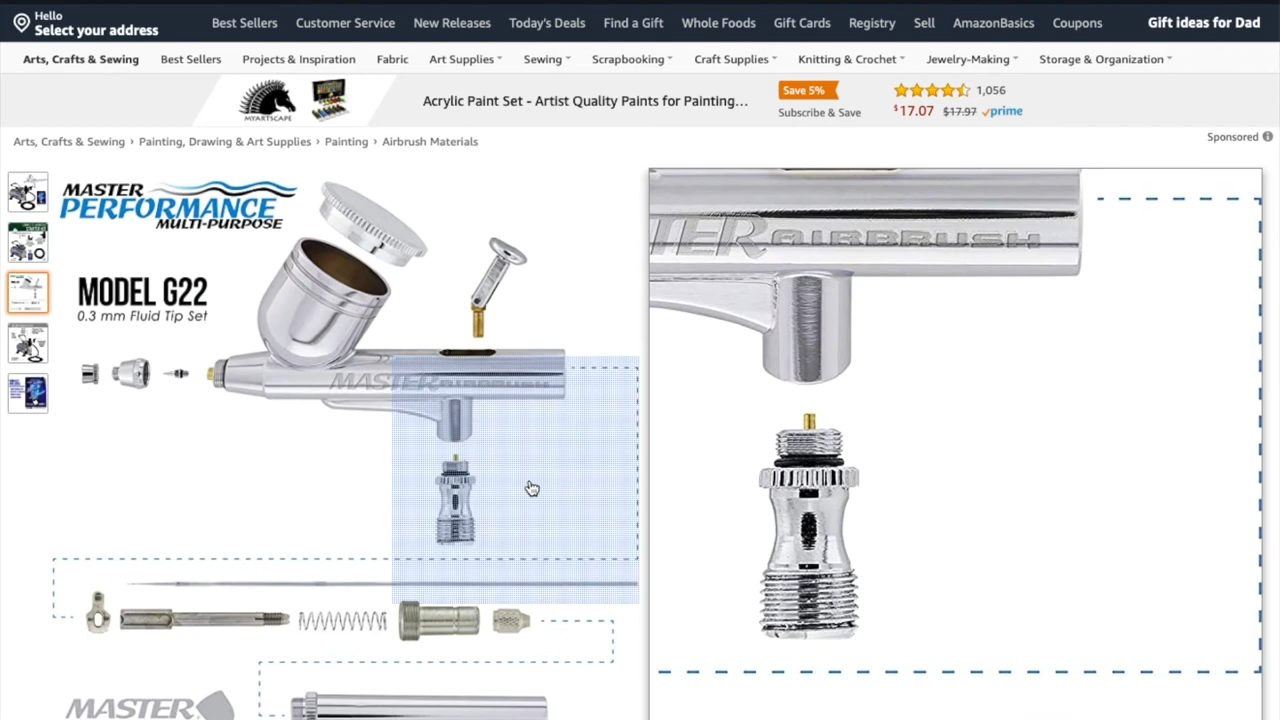 Hello
Select your address
Best Sellers Customer Service New Releases Today's Deals Find a Gift Whole Foods Gift Cards Registry Sell AmazonBasics Coupons Gift ideas for Dad
Arts, Crafts & Sewing Best Sellers Projects & Inspiration Fabric Art Supplies Sewing Scrapbooking Craft Supplies Knitting & Crochet Jewelry-Making Storage & Organization
MYARTSCAPE
Acrylic Paint Set - Artist Quality Paints for Painting...
Save 5%
Subscribe & Save
1,056
$17.07 $17.97 prime
Arts, Crafts & Sewing › Painting, Drawing & Art Supplies › Painting › Airbrush Materials
Sponsored
MASTER
PERFORMANCE
MULTI-PURPOSE
MODEL G22
0.3 mm Fluid Tip Set
MASTER AIRBRUSH
MASTER
TER AIRBRUSH